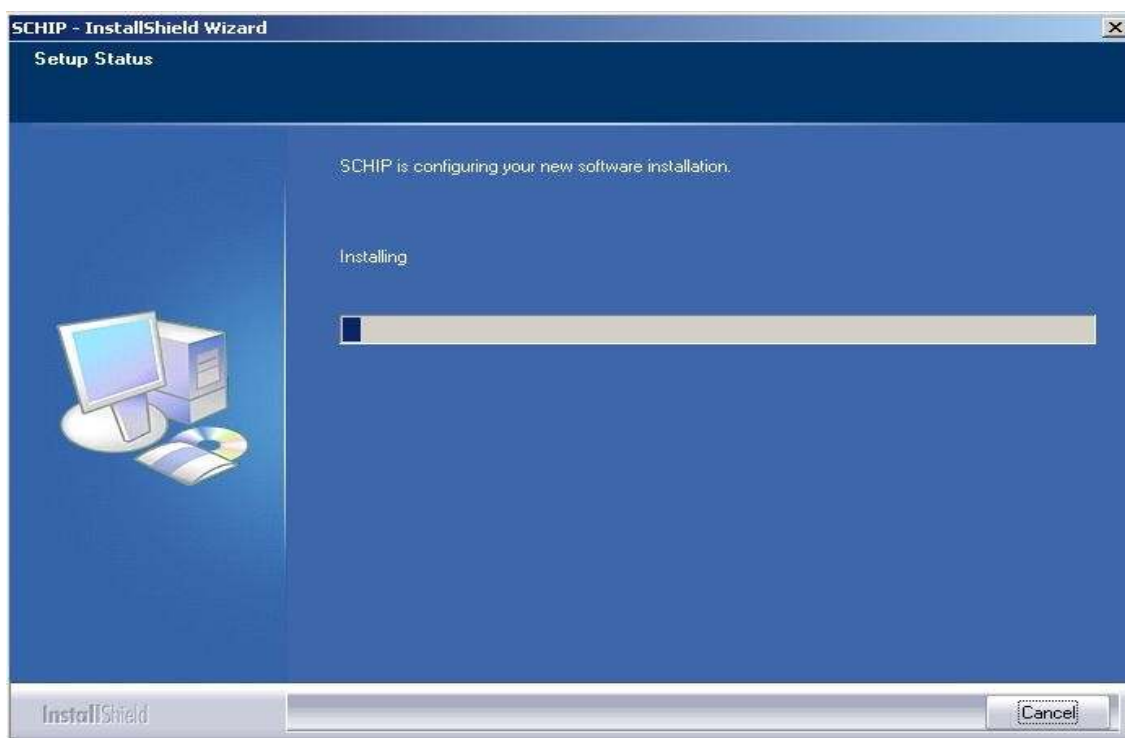 SCHIP - InstallShield Wizard
Setup Status
SCHIP is configuring your new software installation.
Installing
InstallShield
Cancel